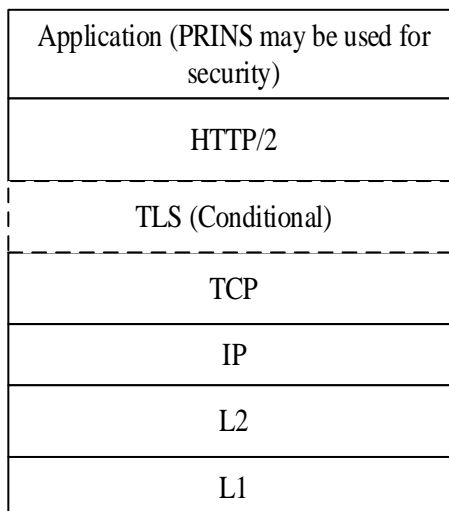 Application (PRINS may be used for
security)
HTTP/2
TLS (Conditional)
TCP
IP
L2
L1